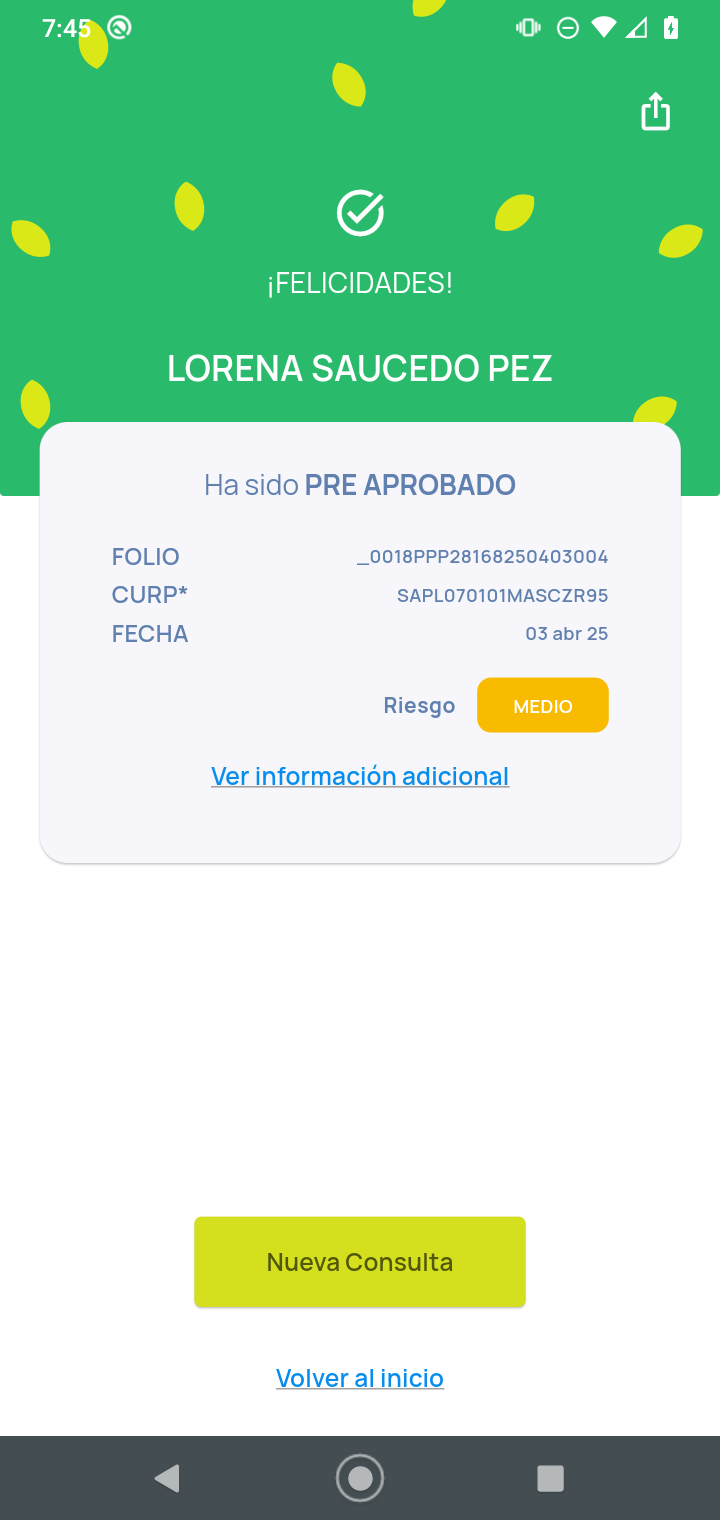 7:45
¡FELICIDADES!
LORENA SAUCEDO PEZ
Ha sido PRE APROBADO
FOLIO _0018PPP28168250403004
CURP* SAPL070101MASCZR95
FECHA 03 abr 25
Riesgo MEDIO
Ver información adicional
Nueva Consulta
Volver al inicio